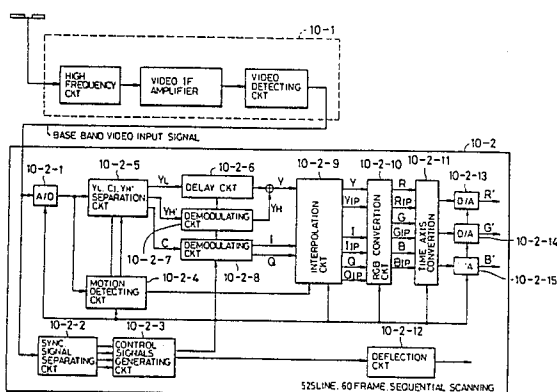 10-1
HIGH
FREQUENCY
CKT
VIDEO IF
AMPLIFIER
VIDEO
DETECTING
CKT
BASE BAND VIDEO INPUT SIGNAL
10-2
10-2-1
A/D
10-2-5
YL, C, YH'
SEPARATION
CKT
YL
YH'
C
10-2-6
DELAY CKT
DEMODULATING
CKT
10-2-7
DEMODULATING
CKT
10-2-8
Y
YH
I
Q
10-2-9
INTERPOLATION
CKT
Y
YIP
I
IIP
Q
QIP
10-2-10
RGB CONVERTION
CKT
R
RIP
G
GIP
B
BIP
10-2-11
TIME AXIS
CONVERTION
10-2-13
D/A
R'
D/A
G'
10-2-14
/A
B'
10-2-15
10-2-4
MOTION
DETECTING
CKT
10-2-2
SYNC
SIGNAL
SEPARATING
CKT
10-2-3
CONTROL
SIGNALS
GENERATING
CKT
10-2-12
DEFLECTION
CKT
525LINE, 60 FRAME, SEQUENTIAL SCANNING